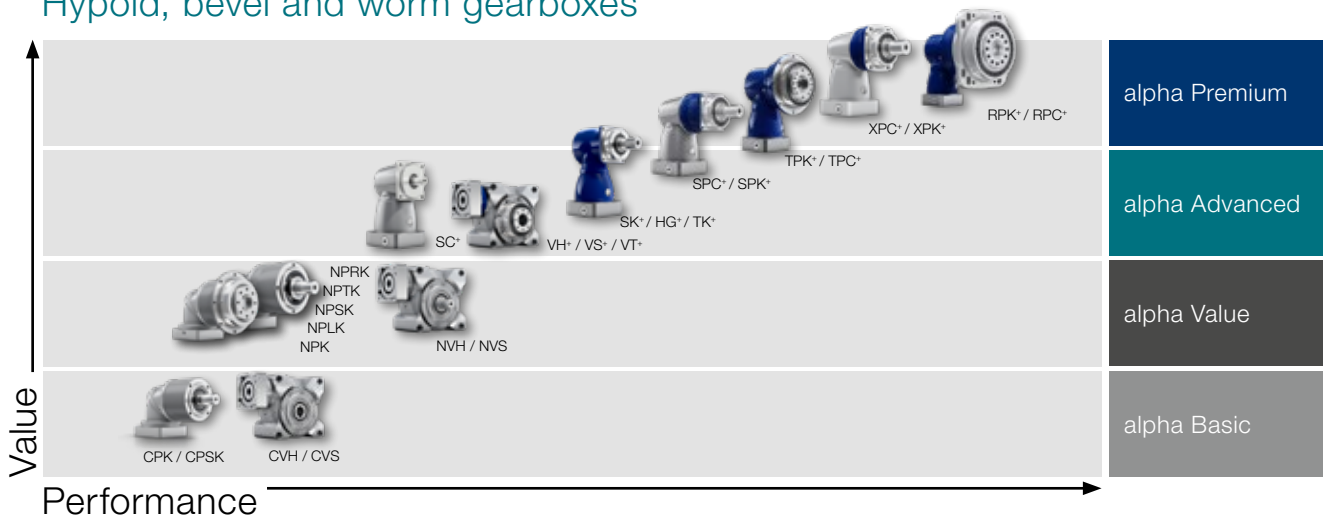 Hypoid, bevel and worm gearboxes
alpha Premium
RPK⁺ / RPC⁺
XPC⁺ / XPK⁺
TPK⁺ / TPC⁺
SPC⁺ / SPK⁺
alpha Advanced
SK⁺ / HG⁺ / TK⁺
SC⁺
VH⁺ / VS⁺ / VT⁺
NPRK
NPTK
NPSK
NPLK
NPK
NVH / NVS
alpha Value
CPK / CPSK
CVH / CVS
alpha Basic
Value
Performance